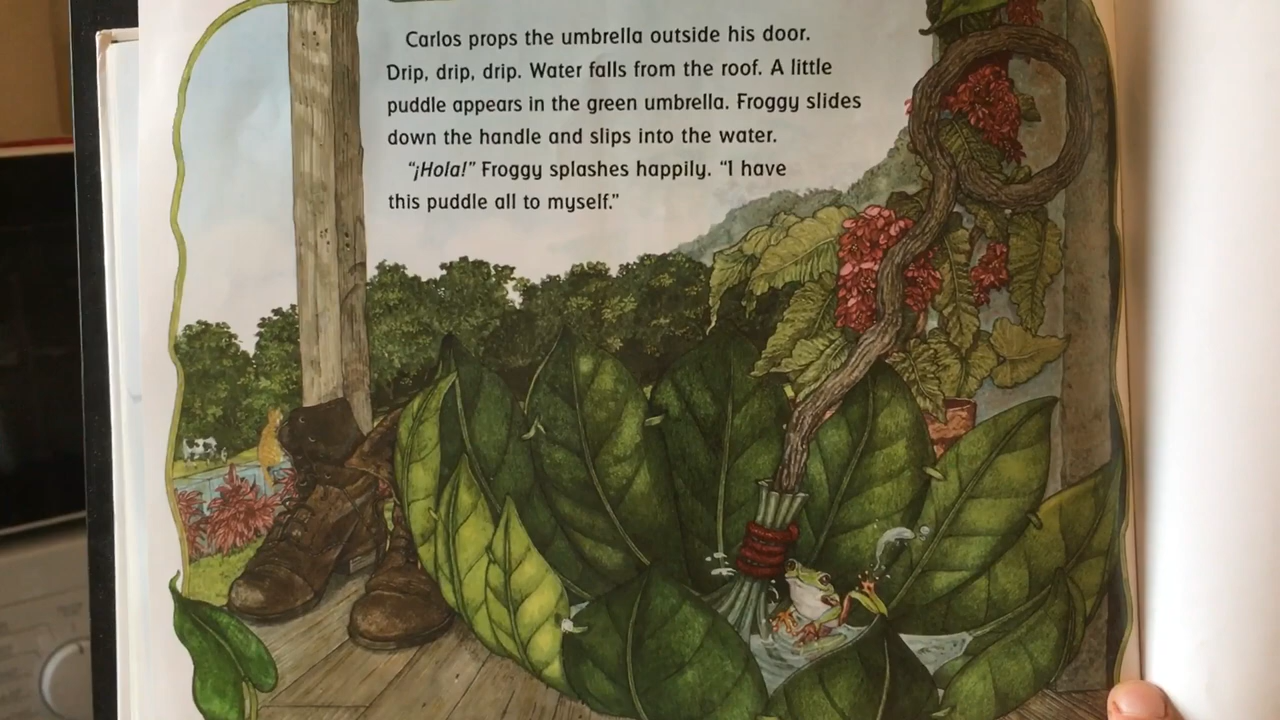 Carlos props the umbrella outside his door.
Drip, drip, drip. Water falls from the roof. A little
puddle appears in the green umbrella. Froggy slides
down the handle and slips into the water.
"¡Hola!" Froggy splashes happily. "I have
this puddle all to myself."